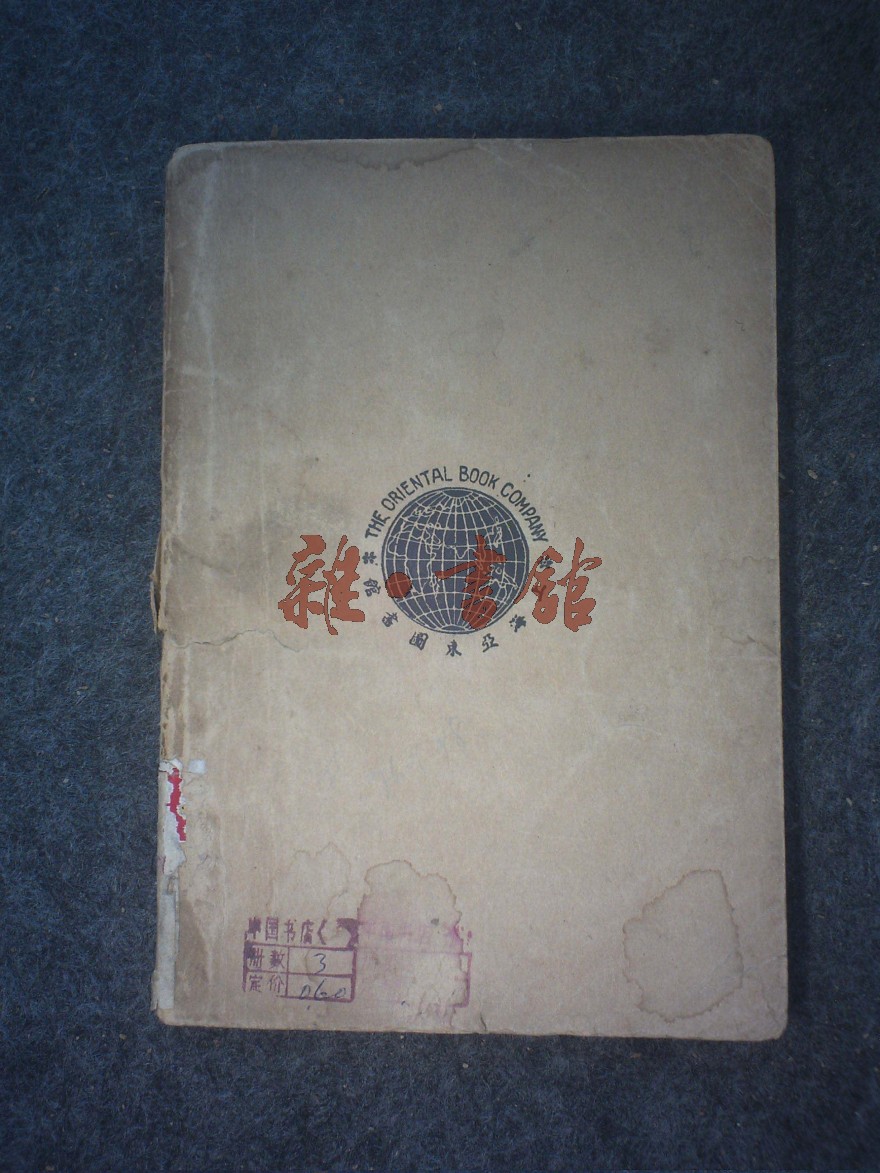 THE ORIENTAL BOOK COMPANY
海亞東圖書館
雜·書館
中国书店
册数 3
定价 0.60